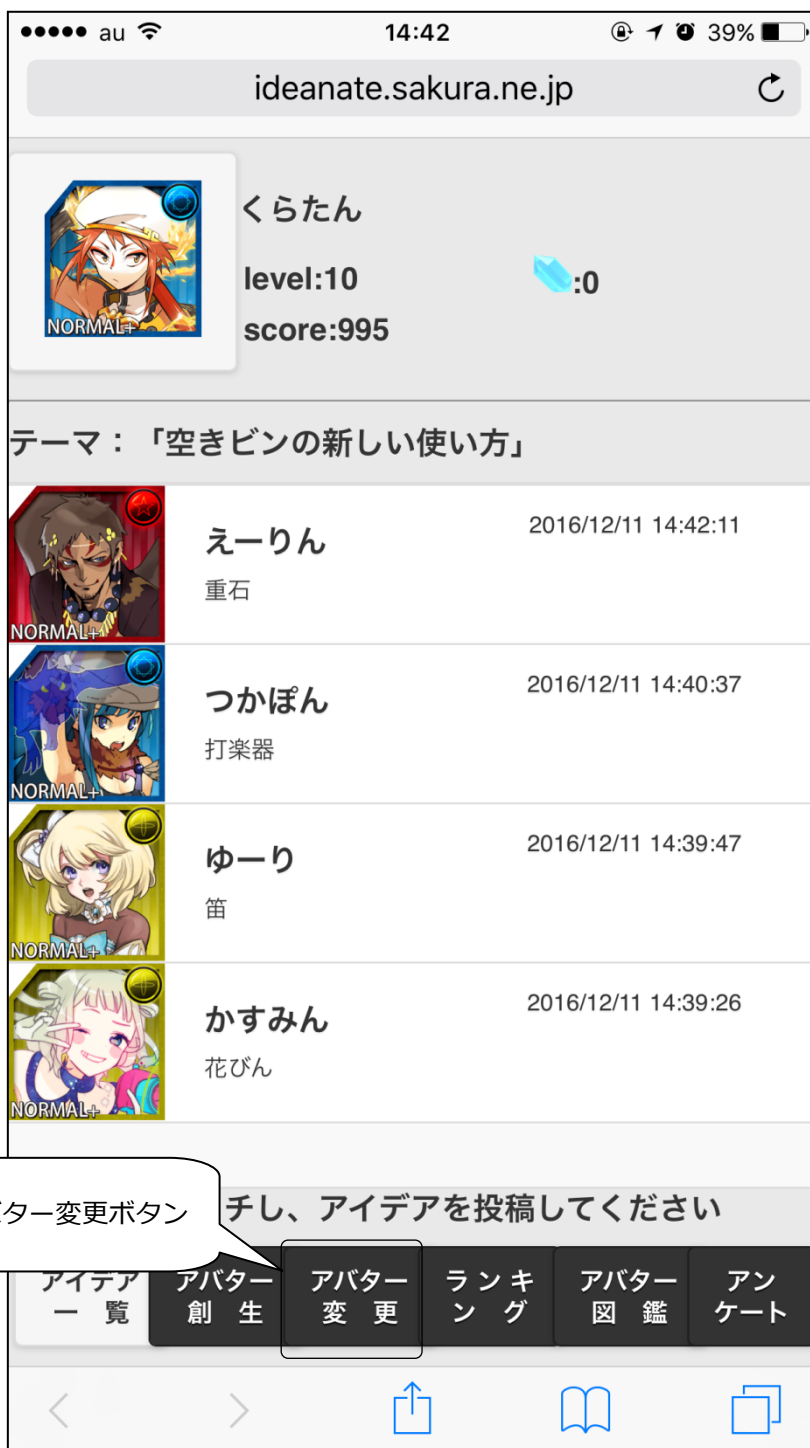 au 14:42 39%
ideanate.sakura.ne.jp
NORMAL+
くらたん
level:10
:0
score:995
テーマ：「空きビンの新しい使い方」
NORMAL+
えーりん
2016/12/11 14:42:11
重石
NORMAL+
つかぽん
2016/12/11 14:40:37
打楽器
NORMAL+
ゆーり
2016/12/11 14:39:47
笛
NORMAL+
かすみん
2016/12/11 14:39:26
花びん
ター変更ボタン
チし、アイデアを投稿してください
アイデア
一 覧
アバター
創 生
アバター
変 更
ランキ
ング
アバター
図 鑑
アン
ケート